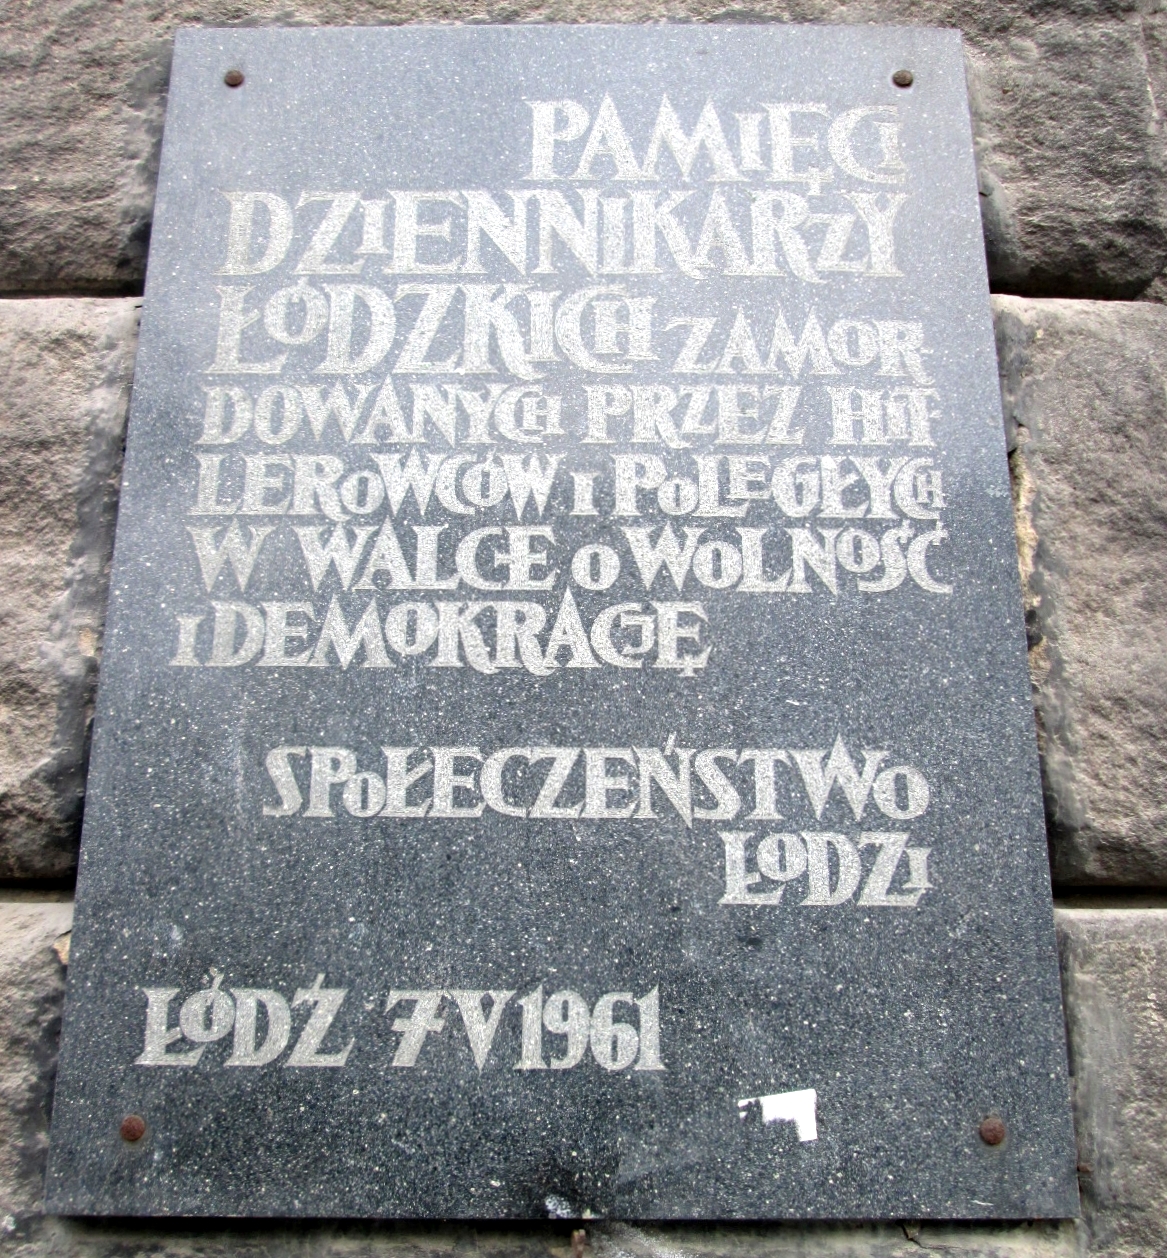 PAMIĘCI
DZIENNIKARZY
ŁÓDZKICH ZAMOR
DOWANYCH PRZEZ HIT
LEROWCÓW I POLEGŁYCH
W WALCE O WOLNOŚĆ
I DEMOKRACJĘ
SPOŁECZEŃSTWO
ŁODZI
ŁÓDŹ 7 V 1961